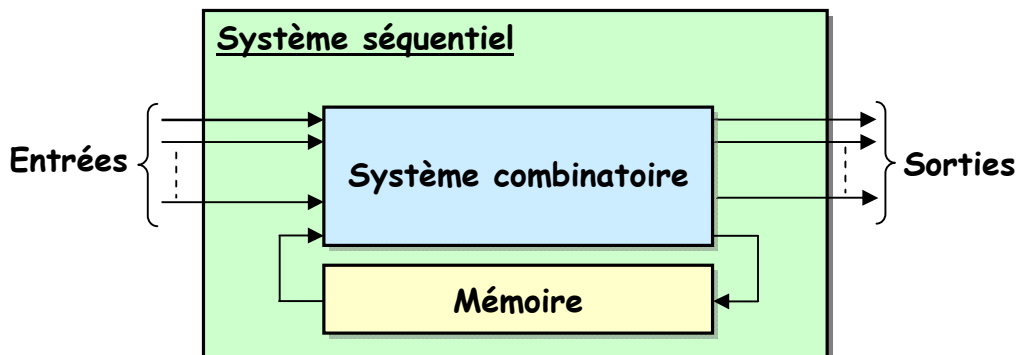 Système séquentiel
Entrées
Système combinatoire
Sorties
Mémoire